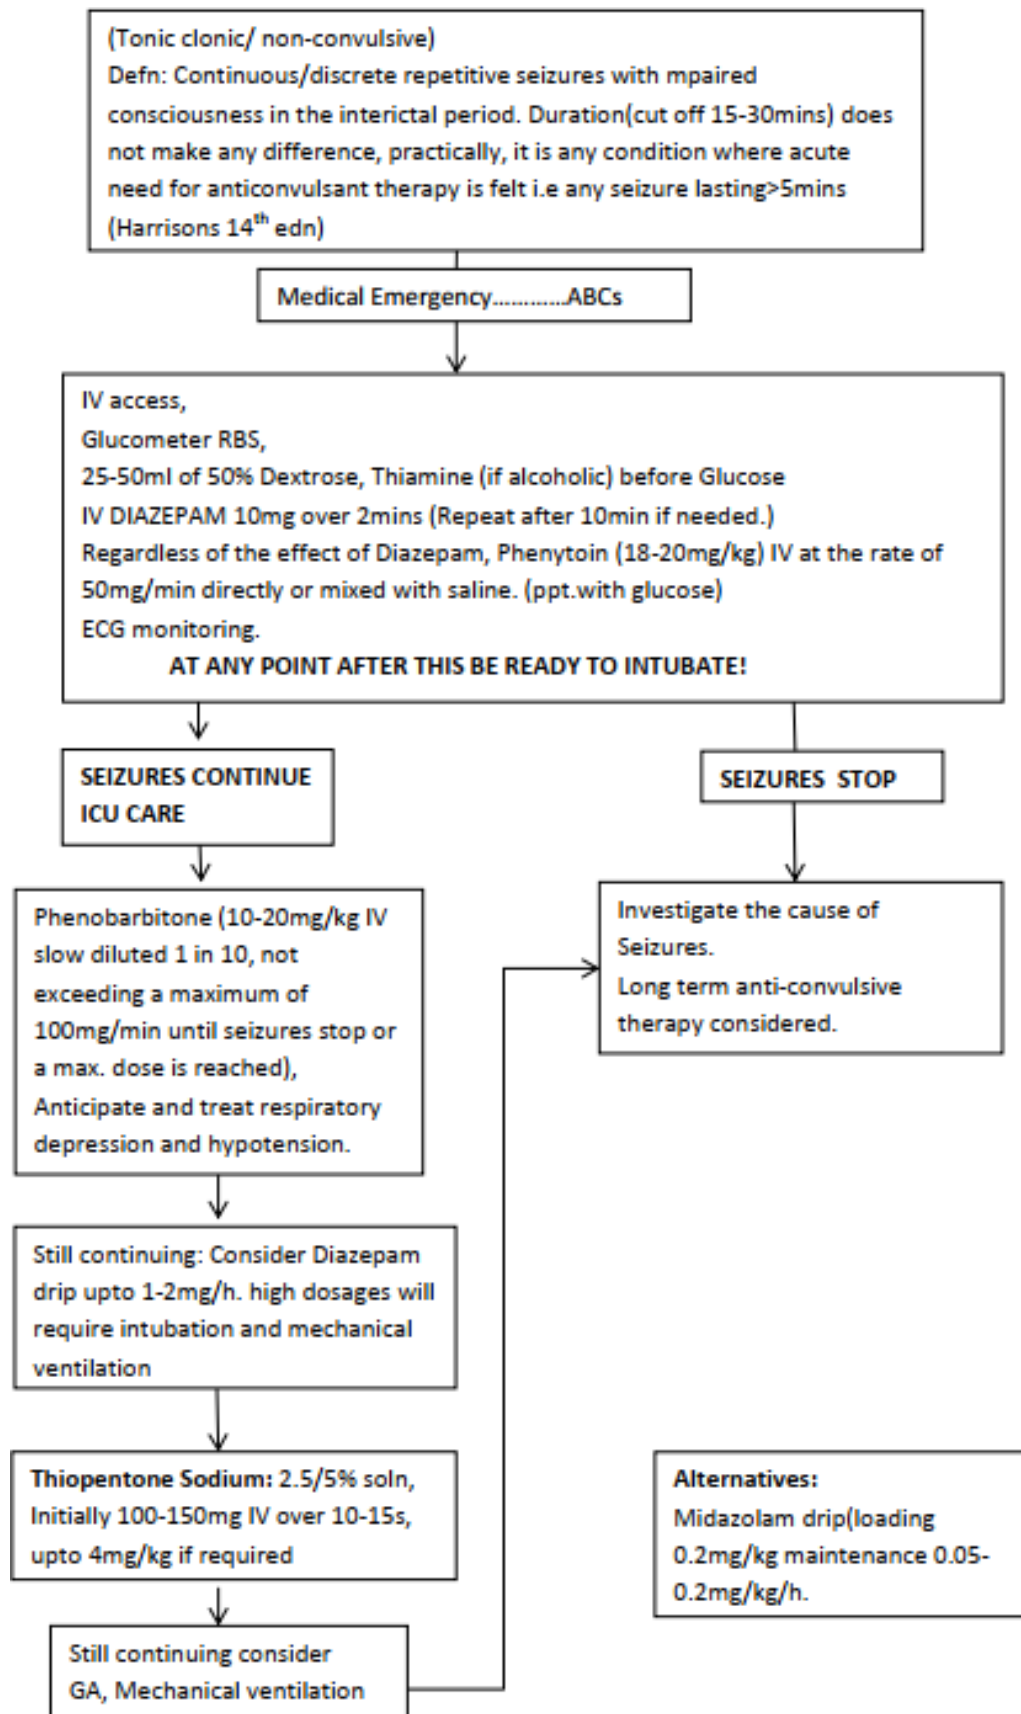 (Tonic clonic/ non-convulsive)
Defn: Continuous/discrete repetitive seizures with mpaired
consciousness in the interictal period. Duration(cut off 15-30mins) does
not make any difference, practically, it is any condition where acute
need for anticonvulsant therapy is felt i.e any seizure lasting>5mins
(Harrisons 14th edn)
Medical Emergency............ABCs
IV access,
Glucometer RBS,
25-50ml of 50% Dextrose, Thiamine (if alcoholic) before Glucose
IV DIAZEPAM 10mg over 2mins (Repeat after 10min if needed.)
Regardless of the effect of Diazepam, Phenytoin (18-20mg/kg) IV at the rate of
50mg/min directly or mixed with saline. (ppt.with glucose)
ECG monitoring.
AT ANY POINT AFTER THIS BE READY TO INTUBATE!
SEIZURES CONTINUE
ICU CARE
SEIZURES STOP
Phenobarbitone (10-20mg/kg IV
slow diluted 1 in 10, not
exceeding a maximum of
100mg/min until seizures stop or
a max. dose is reached),
Anticipate and treat respiratory
depression and hypotension.
Investigate the cause of
Seizures.
Long term anti-convulsive
therapy considered.
Still continuing: Consider Diazepam
drip upto 1-2mg/h. high dosages will
require intubation and mechanical
ventilation
Thiopentone Sodium: 2.5/5% soln,
Initially 100-150mg IV over 10-15s,
upto 4mg/kg if required
Alternatives:
Midazolam drip(loading
0.2mg/kg maintenance 0.05-
0.2mg/kg/h.
Still continuing consider
GA, Mechanical ventilation